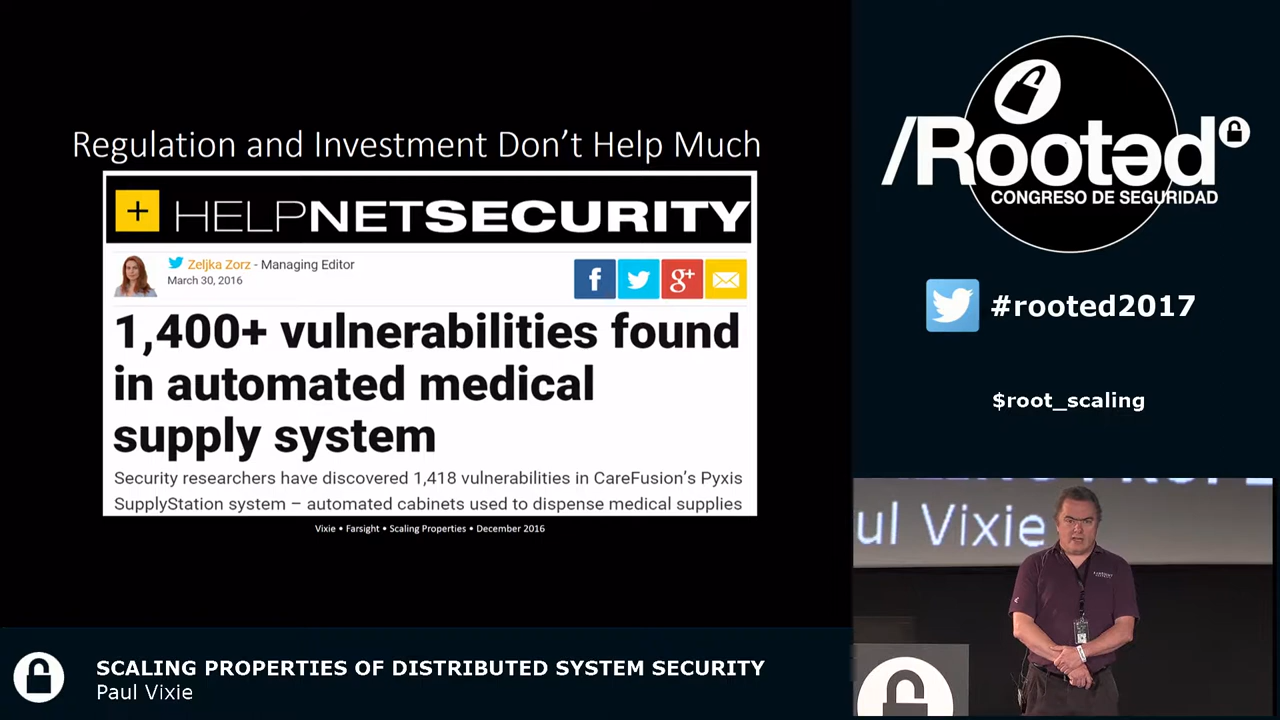 Regulation and Investment Don't Help Much
+ HELPNETSECURITY
Zeljka Zorz - Managing Editor
March 30, 2016
f
g+
1,400+ vulnerabilities found
in automated medical
supply system
Security researchers have discovered 1,418 vulnerabilities in CareFusion's Pyxis
SupplyStation system – automated cabinets used to dispense medical supplies
Vixie • Farsight • Scaling Properties • December 2016
/Rooted
CONGRESO DE SEGURIDAD
#rooted2017
$root_scaling
ul Vixie
SCALING PROPERTIES OF DISTRIBUTED SYSTEM SECURITY
Paul Vixie